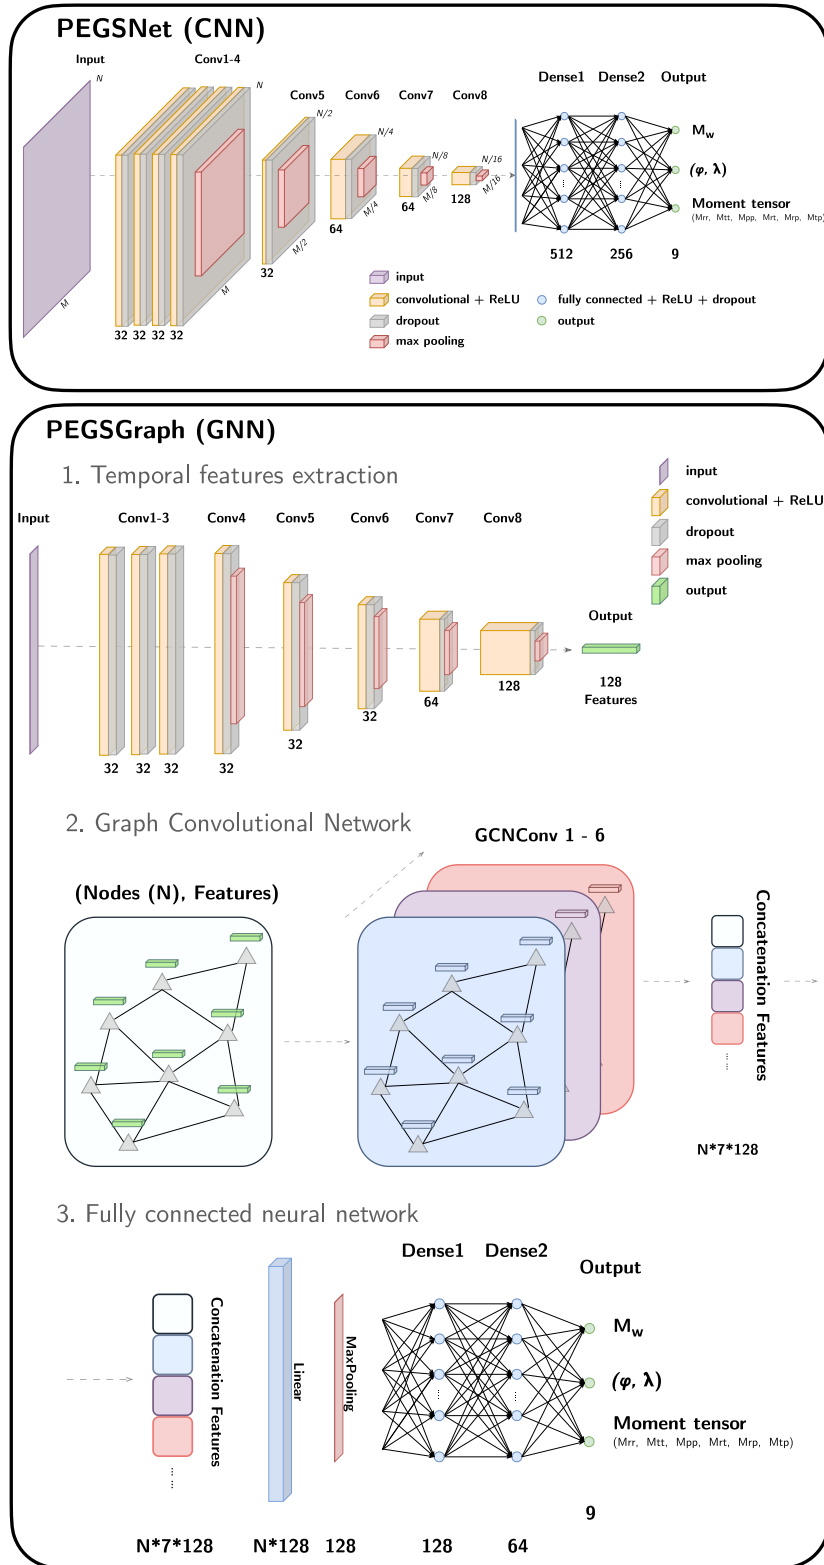 PEGSNet (CNN)
Input
Conv1-4
Conv5
Conv6
Conv7
Conv8
Dense1
Dense2
Output
N
N
N/2
N/4
N/8
N/16
M
M
M/2
M/4
M/8
M/16
32 32 32 32
32
64
64
128
512
256
9
M_w
(φ, λ)
Moment tensor
(Mrr, Mtt, Mpp, Mrt, Mrp, Mtp)
input
convolutional + ReLU
dropout
max pooling
fully connected + ReLU + dropout
output
PEGSGraph (GNN)
1. Temporal features extraction
input
convolutional + ReLU
dropout
max pooling
output
Input
Conv1-3
Conv4
Conv5
Conv6
Conv7
Conv8
Output
32 32 32
32
32
32
64
128
128
Features
2. Graph Convolutional Network
GCNConv 1 - 6
(Nodes (N), Features)
Concatenation Features
N*7*128
3. Fully connected neural network
Dense1
Dense2
Output
Concatenation Features
Linear
MaxPooling
M_w
(φ, λ)
Moment tensor
(Mrr, Mtt, Mpp, Mrt, Mrp, Mtp)
9
N*7*128
N*128
128
128
64